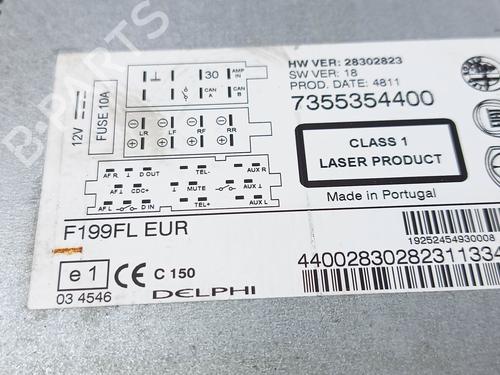 B-PARTS
HW VER: 28302823
SW VER: 18
PROD. DATE: 4811
7355354400
12V
FUSE 10A
30
AMP IN
CAN A
CAN B
LR LF RF RR
AF R D OUT TEL- AUX R
AF CDC+ MUTE AUX
AF L D IN TEL+ AUX L
CLASS 1
LASER PRODUCT
Made in Portugal
F199FL EUR
19252454930008
4400283028231133
e 1
CE C 150
03 4546
DELPHI